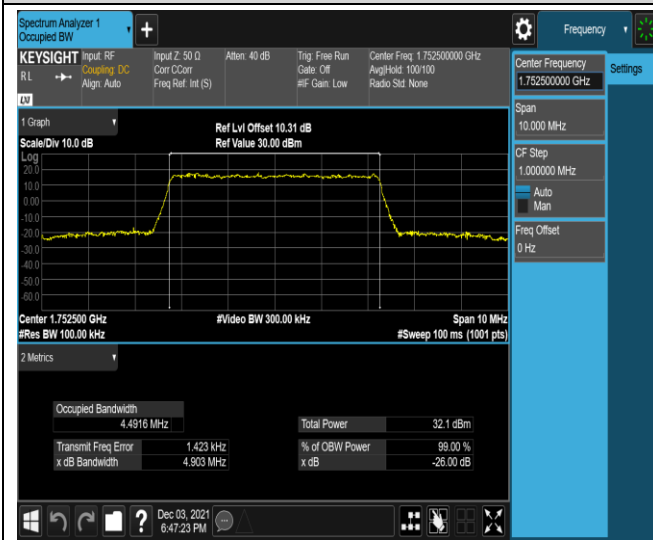 Spectrum Analyzer 1
Occupied BW
+
Frequency
KEYSIGHT
RL
LXI
Input: RF
Coupling: DC
Align: Auto
Input Z: 50 Ω
Corr CCorr
Freq Ref: Int (S)
Atten: 40 dB
Trig: Free Run
Gate: Off
#IF Gain: Low
Center Freq: 1.752500000 GHz
Avg|Hold: 100/100
Radio Std: None
Center Frequency
1.752500000 GHz
Settings
Span
10.000 MHz
CF Step
1.000000 MHz
Auto
Man
Freq Offset
0 Hz
1 Graph
Scale/Div 10.0 dB
Ref Lvl Offset 10.31 dB
Ref Value 30.00 dBm
Log
20.0
10.0
0.00
-10.0
-20.0
-30.0
-40.0
-50.0
-60.0
Center 1.752500 GHz
#Video BW 300.00 kHz
Span 10 MHz
#Res BW 100.00 kHz
#Sweep 100 ms (1001 pts)
2 Metrics
Occupied Bandwidth
4.4916 MHz
Total Power 32.1 dBm
Transmit Freq Error 1.423 kHz
% of OBW Power 99.00 %
x dB Bandwidth 4.903 MHz
x dB -26.00 dB
?
Dec 03, 2021
6:47:23 PM